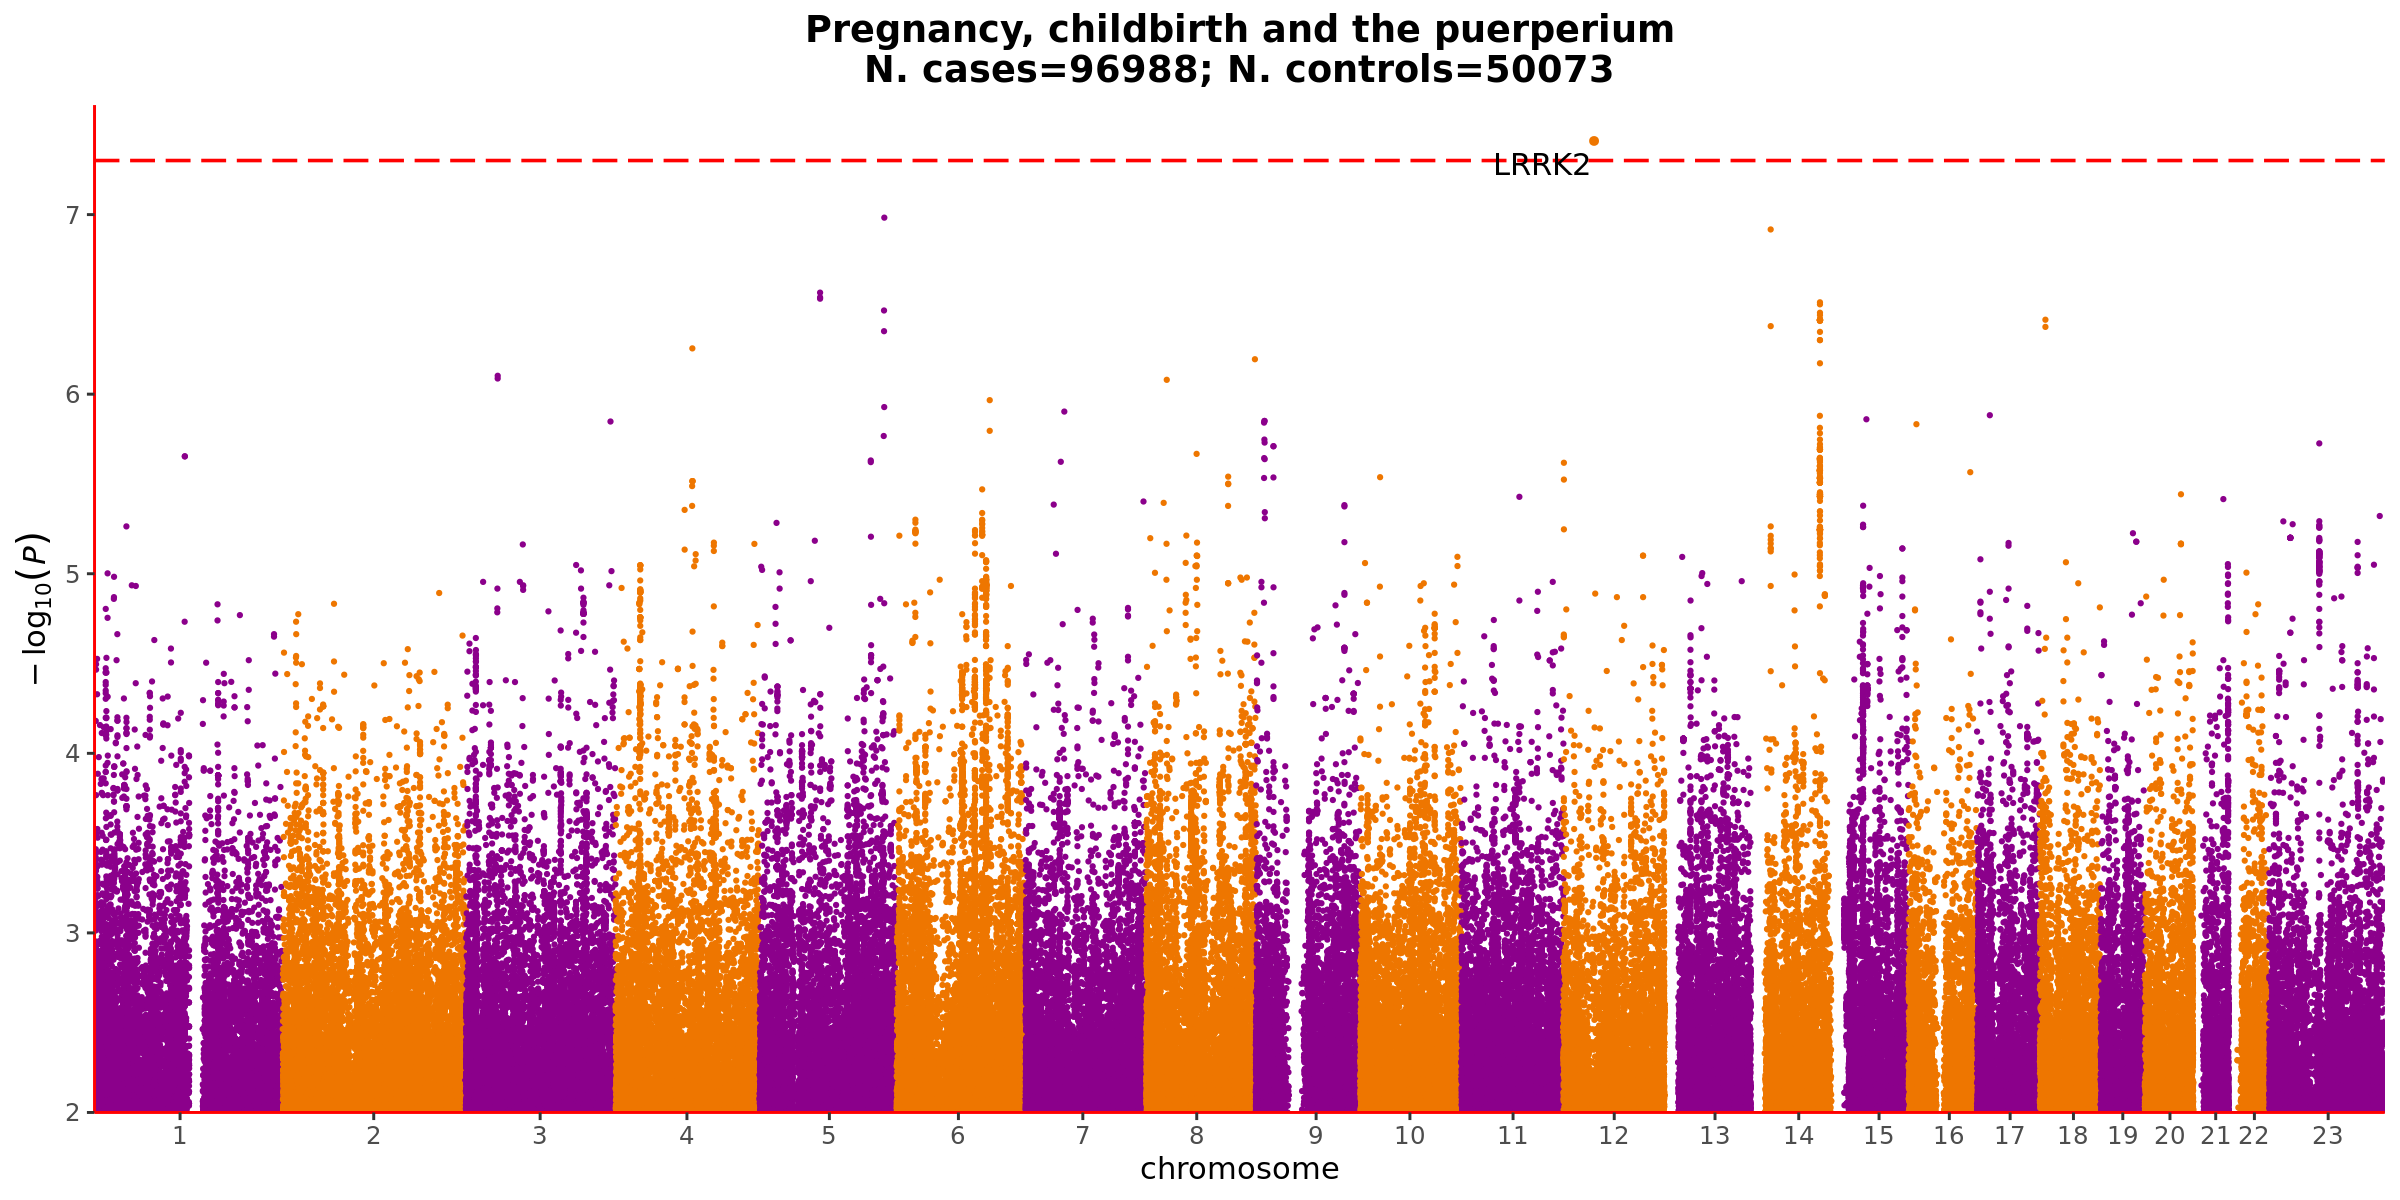 Pregnancy, childbirth and the puerperium
N. cases=96988; N. controls=50073
LRRK2
7
6
5
4
3
2
−log10(P)
1 2 3 4 5 6 7 8 9 10 11 12 13 14 15 16 17 18 19 20 21 22 23
chromosome